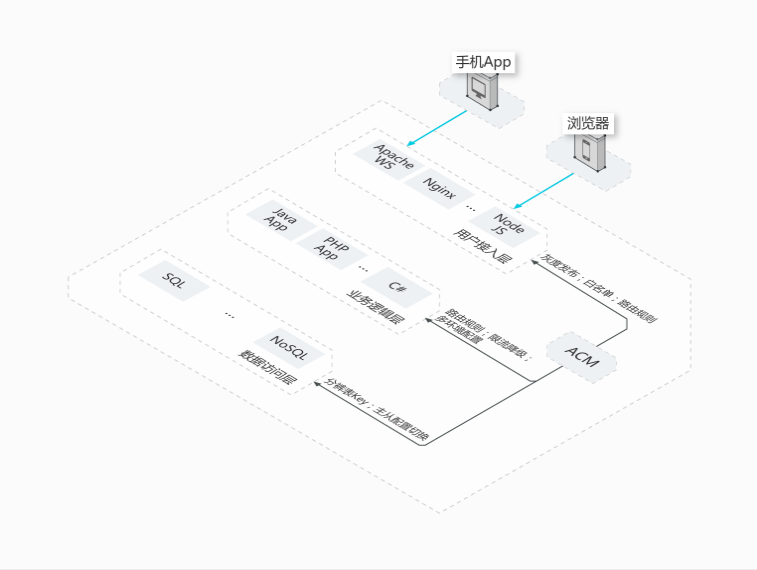 手机App
浏览器
Apache
WS
Nginx
...
Node
JS
用户接入层
Java
App
PHP
App
...
C#
业务逻辑层
SQL
...
NoSQL
数据访问层
灰度发布；白名单：路由规则
路由规则；限流降级；
多环境配置
ACM
分裤表Key；主从配置切换